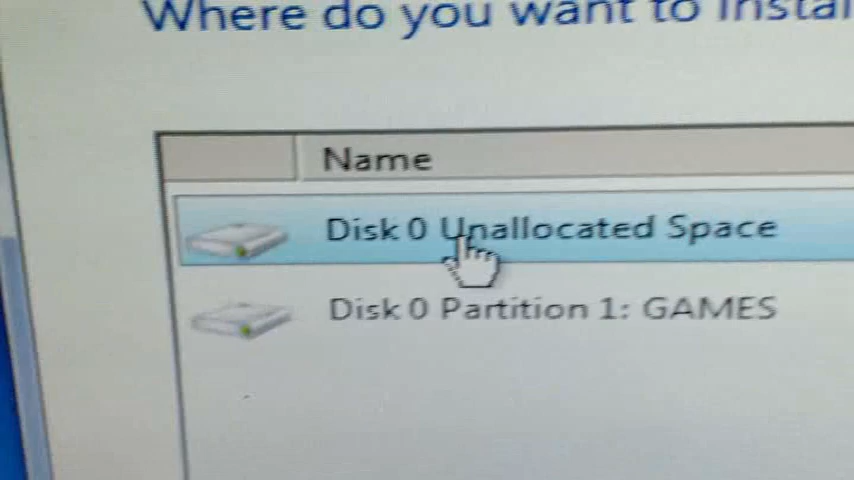 Where do you want to instal
Name
Disk 0 Unallocated Space
Disk 0 Partition 1: GAMES